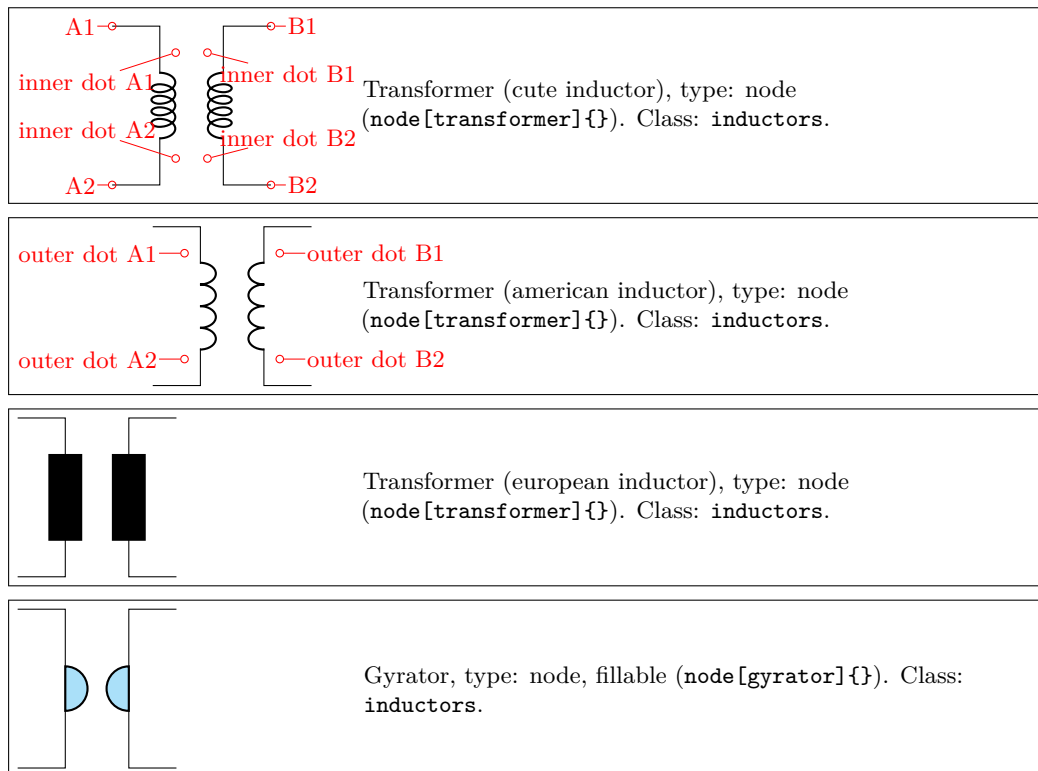 A1
B1
inner dot A1
inner dot B1
inner dot A2
inner dot B2
A2
B2
Transformer (cute inductor), type: node
(node[transformer]{}). Class: inductors.
outer dot A1
outer dot B1
outer dot A2
outer dot B2
Transformer (american inductor), type: node
(node[transformer]{}). Class: inductors.
Transformer (european inductor), type: node
(node[transformer]{}). Class: inductors.
Gyrator, type: node, fillable (node[gyrator]{}). Class:
inductors.